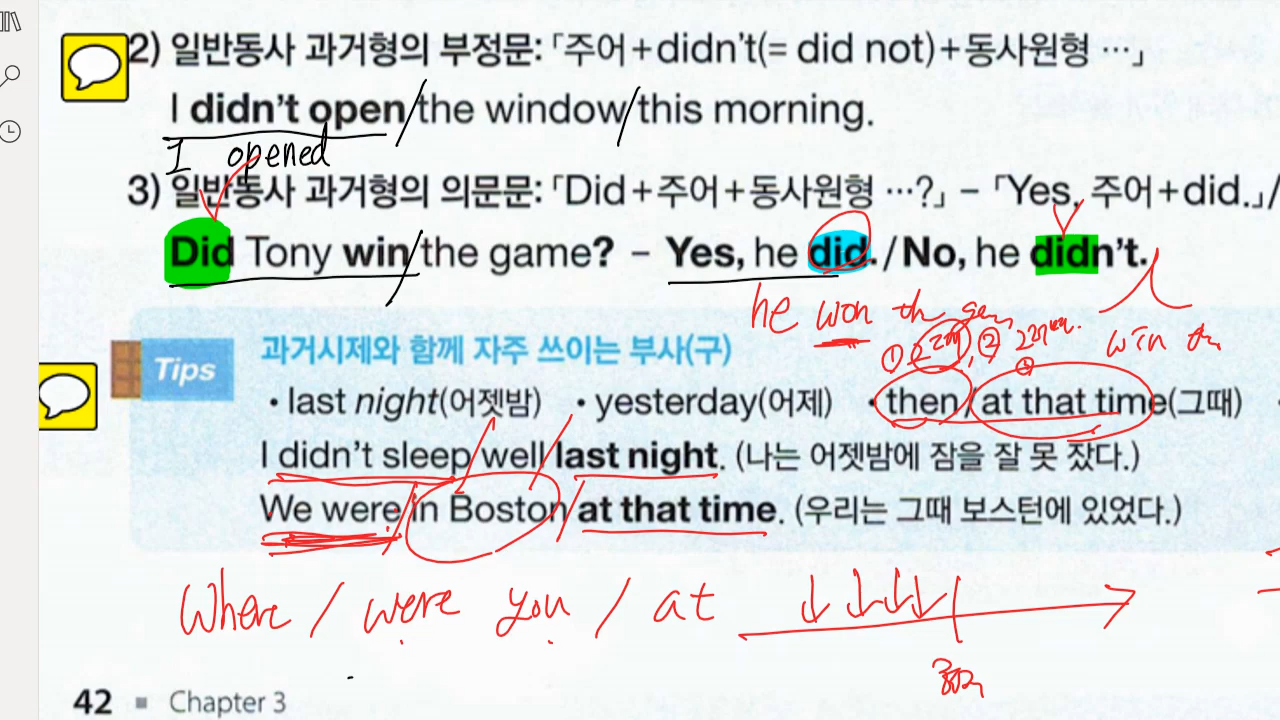 2) 일반동사 과거형의 부정문: 「주어+didn't(= did not)+동사원형 …」
I didn't open/the window/this morning.
I opened
3) 일반동사 과거형의 의문문: 「Did+주어+동사원형 …?」 – 「Yes, 주어+did.」/
Did Tony win/the game? – Yes, he did. / No, he didn't.
he won the
win the
Tips
과거시제와 함께 자주 쓰이는 부사(구)
• last night(어젯밤) • yesterday(어제) • then/at that time(그때)
I didn't sleep/well/last night. (나는 어젯밤에 잠을 잘 못 잤다.)
We were/in Boston/at that time. (우리는 그때 보스턴에 있었다.)
Where / were you / at
42 ■ Chapter 3